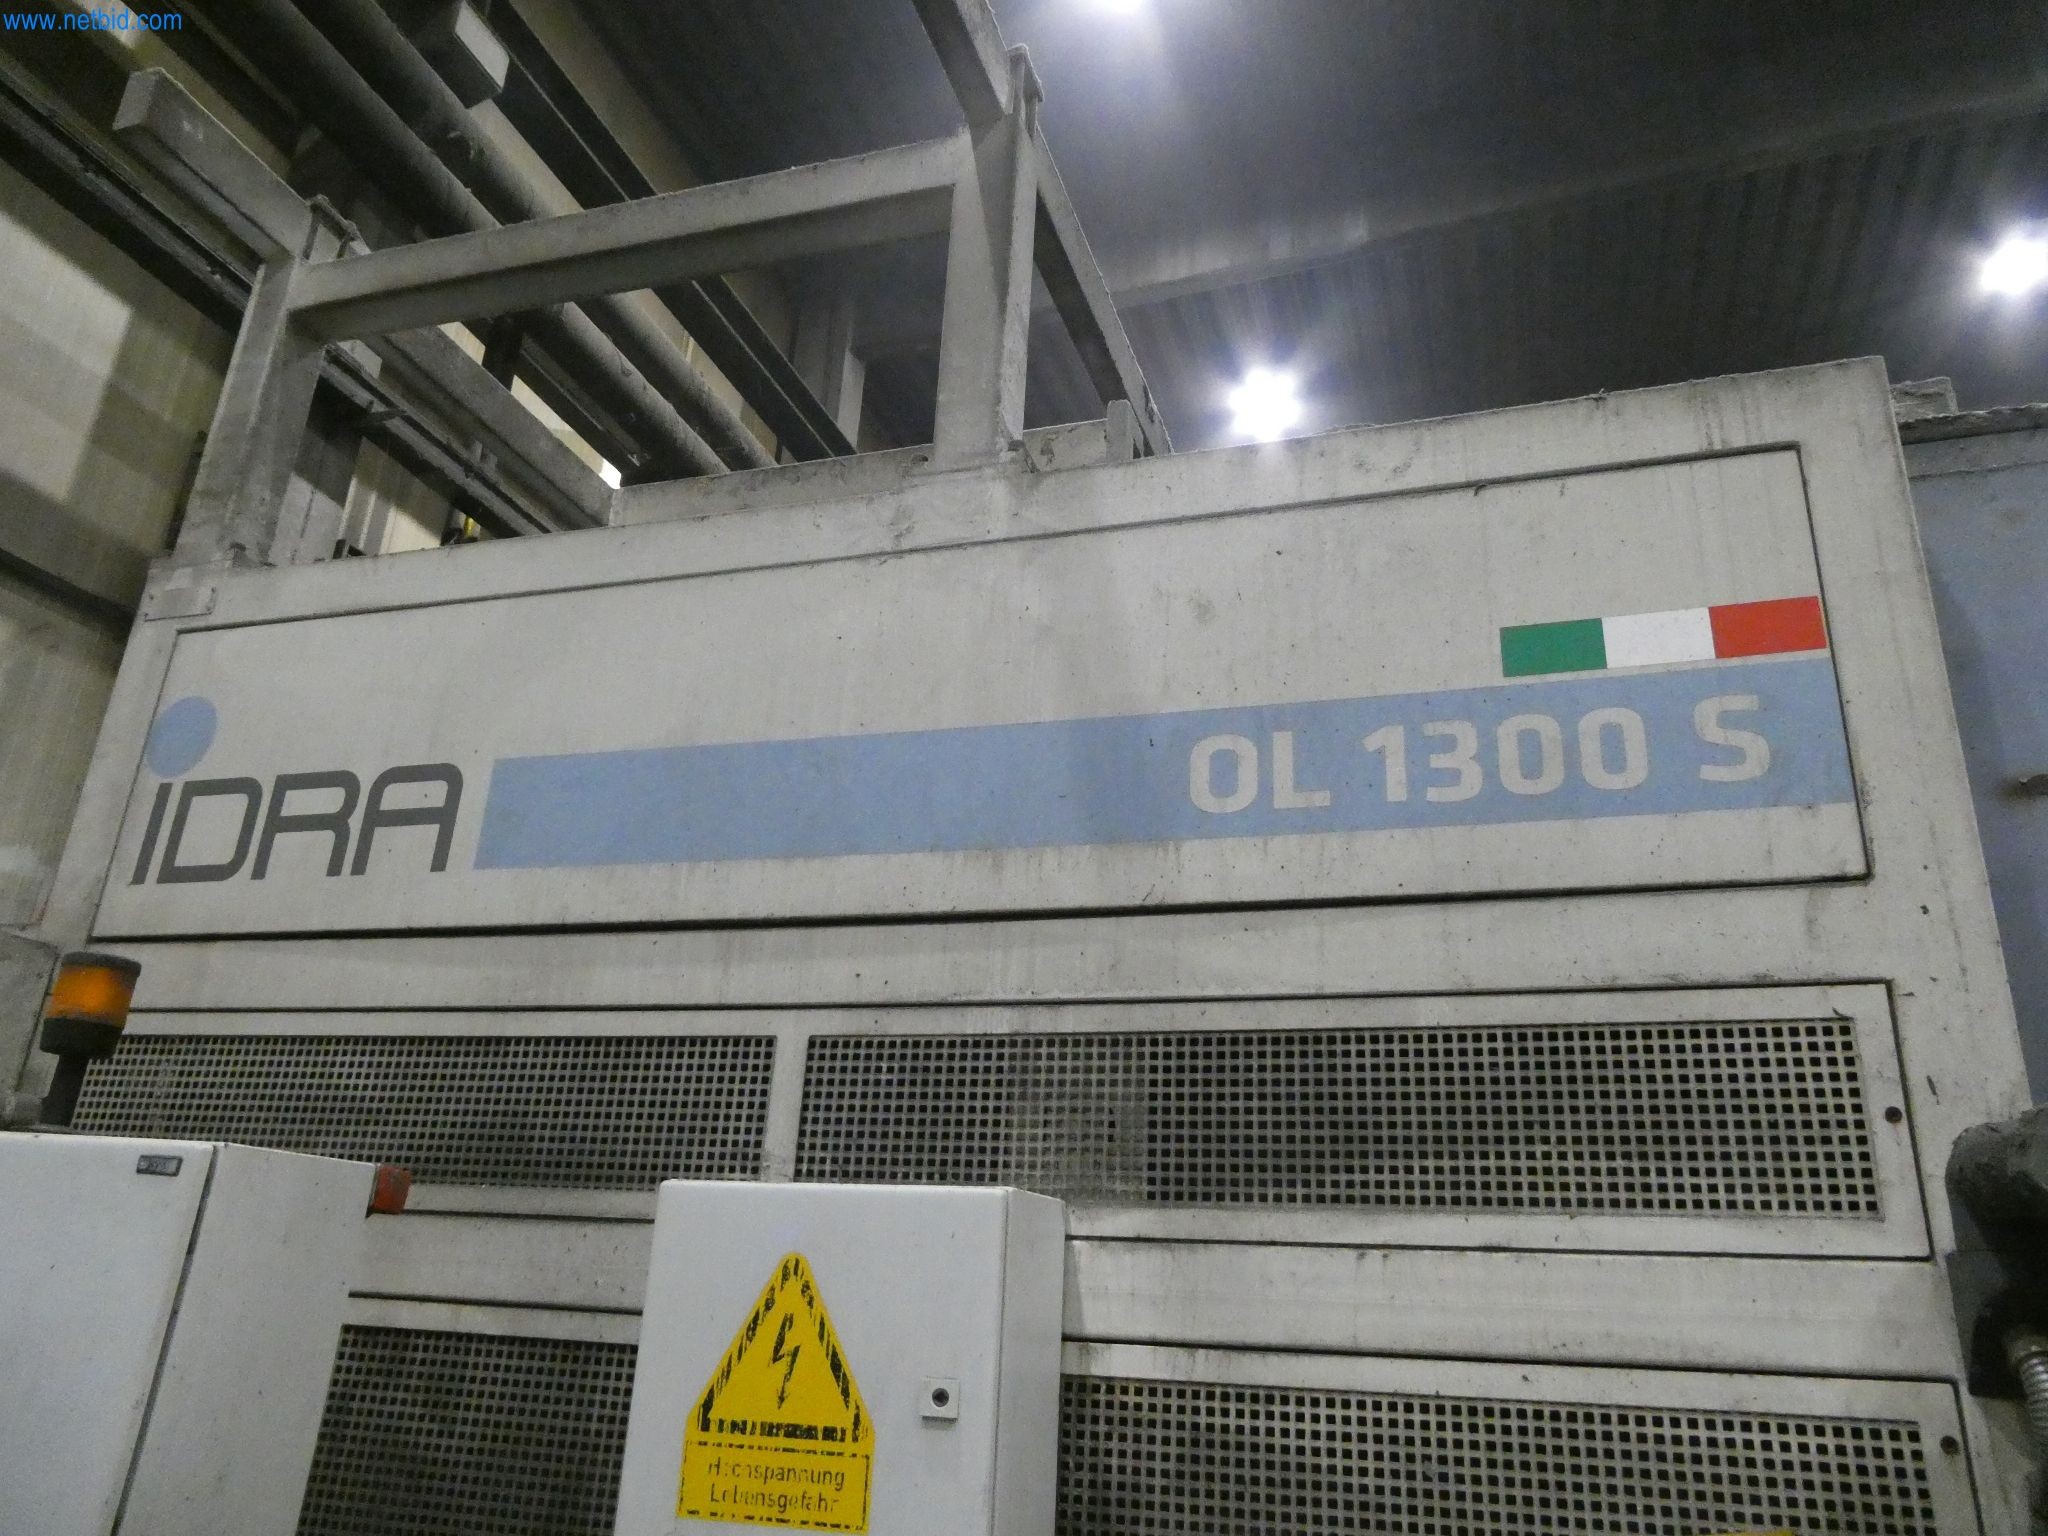 www.netbid.com
iDRA
OL 1300 S
Hochspannung
Lebensgefahr